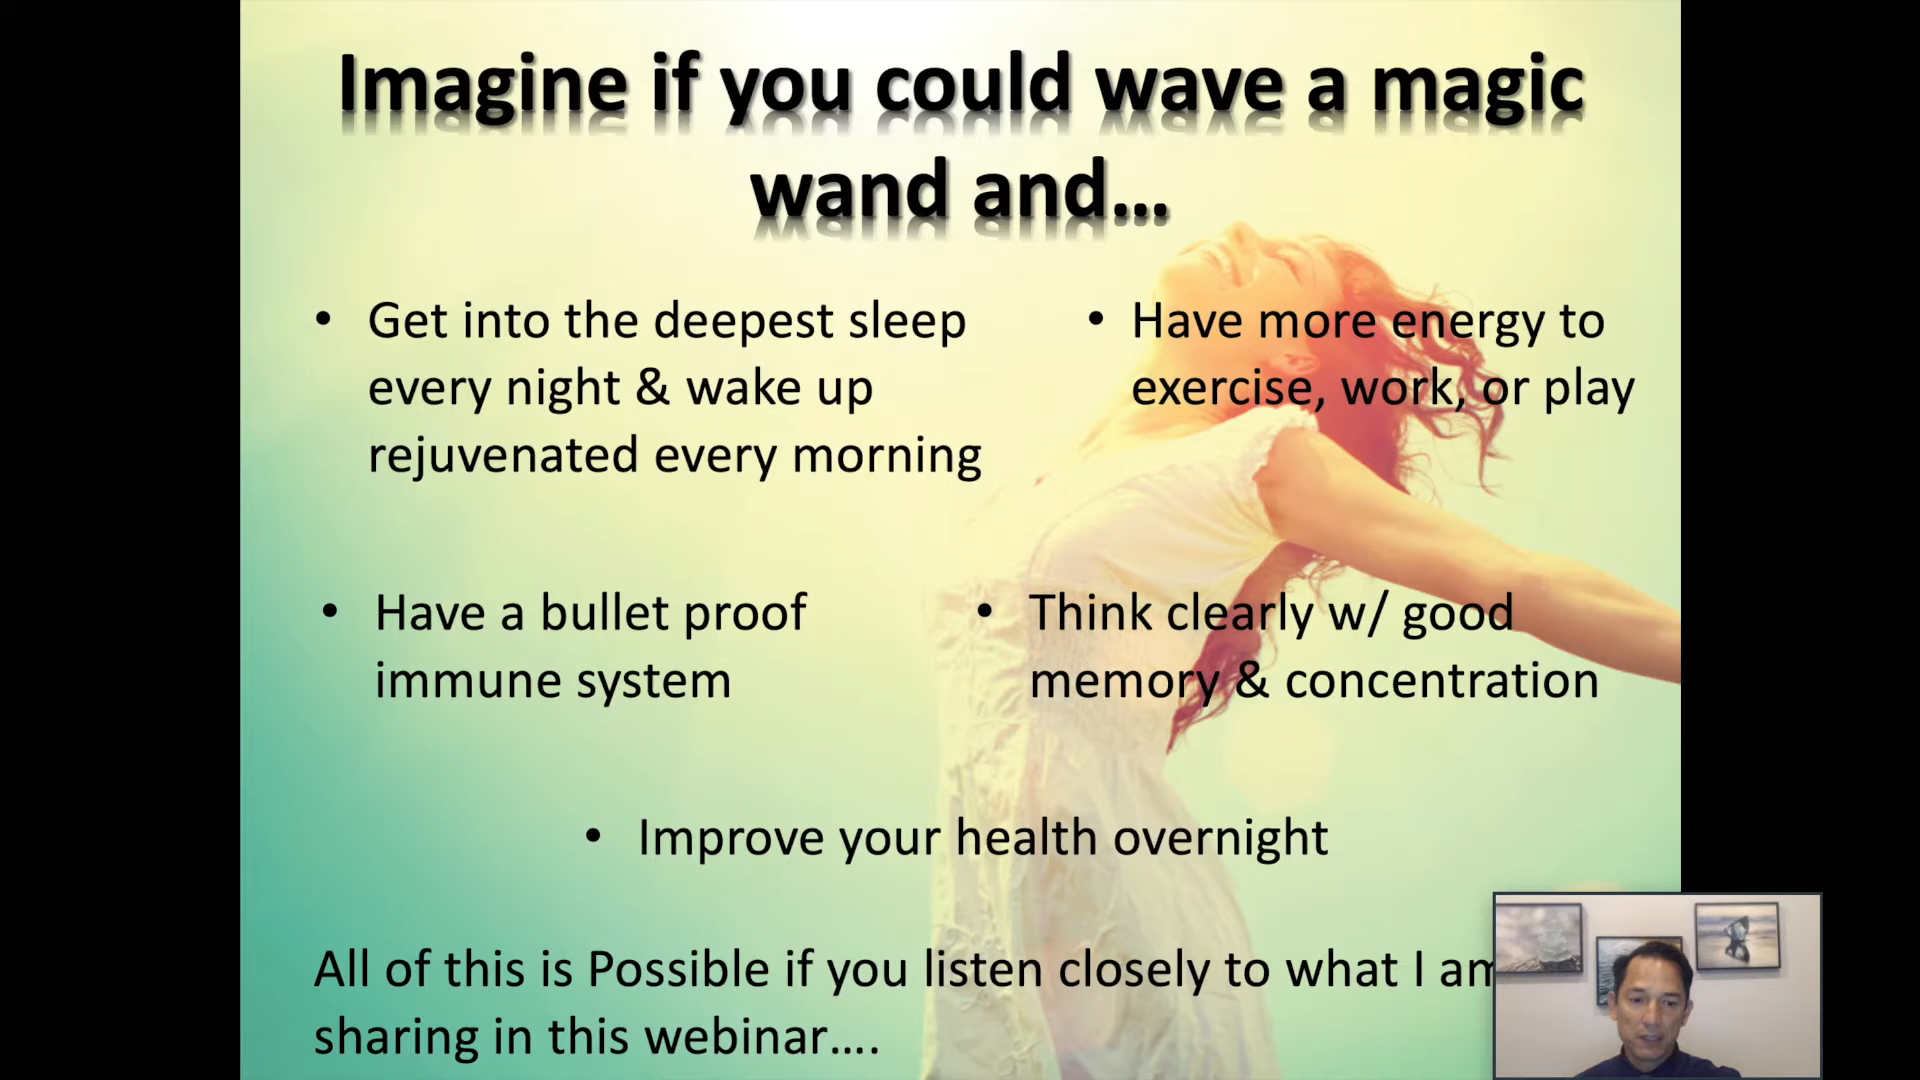 Imagine if you could wave a magic
wand and…
• Get into the deepest sleep
every night & wake up
rejuvenated every morning
• Have more energy to
exercise, work, or play
• Have a bullet proof
immune system
• Think clearly w/ good
memory & concentration
• Improve your health overnight
All of this is Possible if you listen closely to what I am
sharing in this webinar….